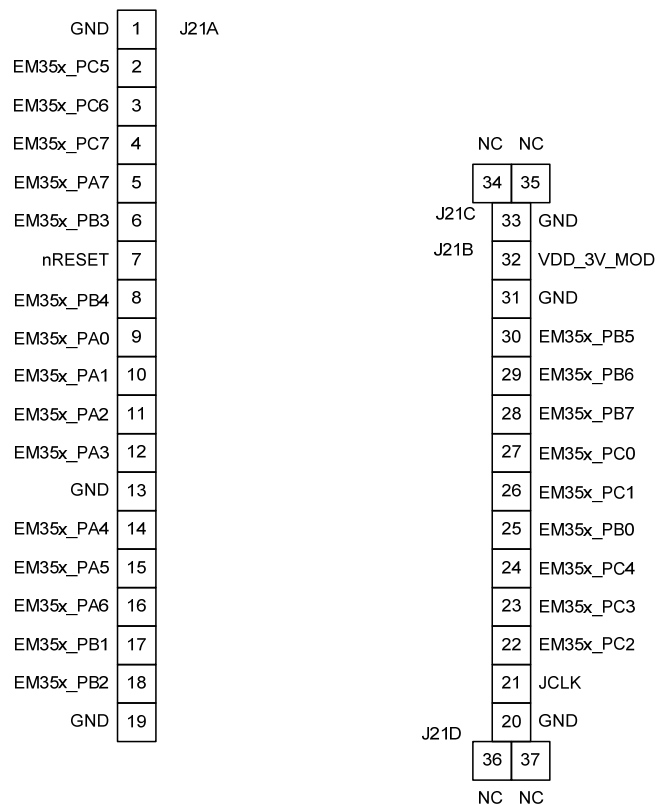 GND 1 J21A
EM35x_PC5 2
EM35x_PC6 3
EM35x_PC7 4
EM35x_PA7 5
EM35x_PB3 6
nRESET 7
EM35x_PB4 8
EM35x_PA0 9
EM35x_PA1 10
EM35x_PA2 11
EM35x_PA3 12
GND 13
EM35x_PA4 14
EM35x_PA5 15
EM35x_PA6 16
EM35x_PB1 17
EM35x_PB2 18
GND 19
NC NC
34 35
J21C 33 GND
J21B 32 VDD_3V_MOD
31 GND
30 EM35x_PB5
29 EM35x_PB6
28 EM35x_PB7
27 EM35x_PC0
26 EM35x_PC1
25 EM35x_PB0
24 EM35x_PC4
23 EM35x_PC3
22 EM35x_PC2
21 JCLK
20 GND
J21D
36 37
NC NC